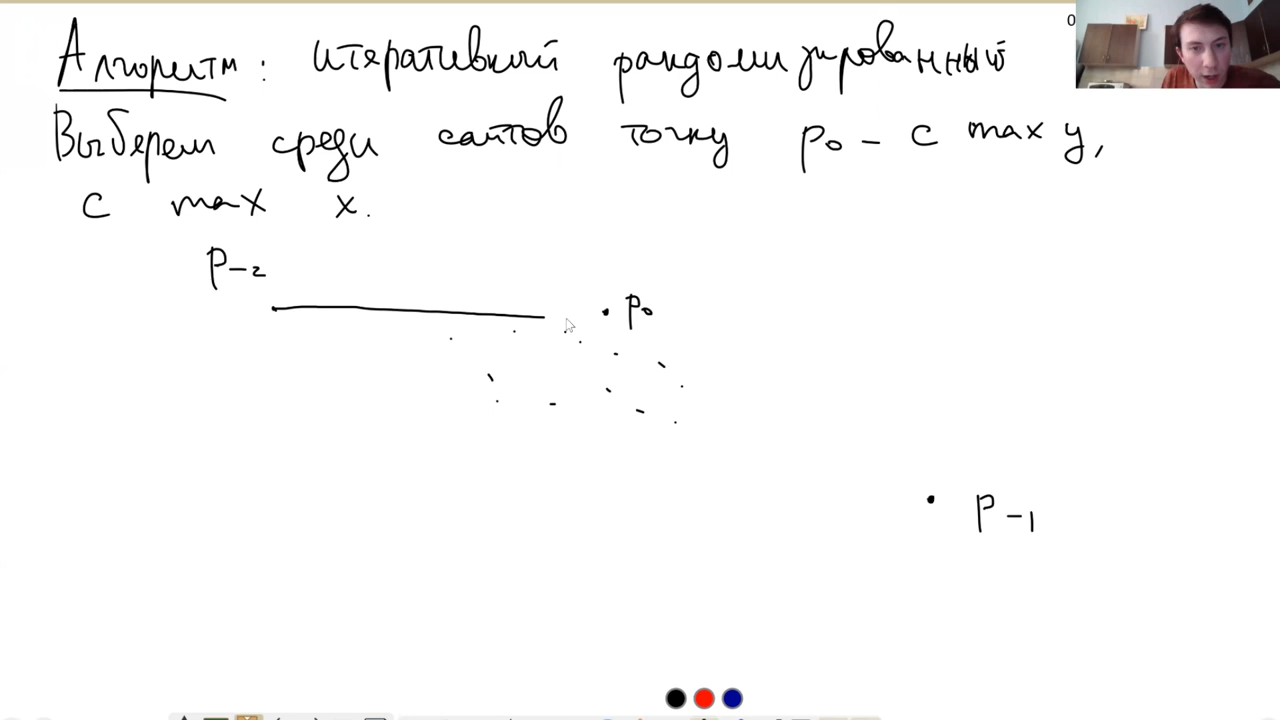 Алгоритм: итеративный рандомизированный
Выберем среди сайтов точку p0 - с max y,
с max x.
P-2
P0
P-1